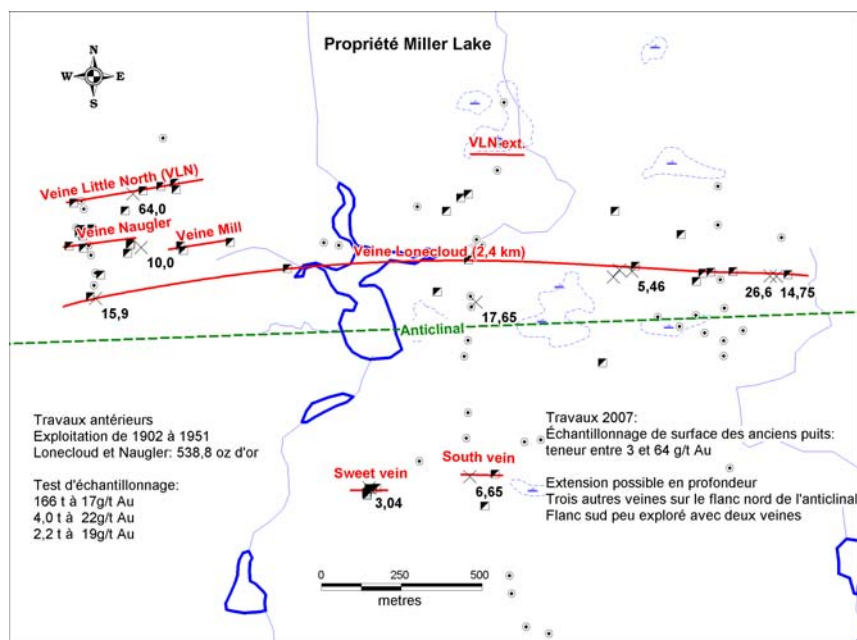 Propriété Miller Lake
N
W E
S
VLN ext.
Veine Little North (VLN)
64,0
Veine Naugler
Veine Mill
10,0
Veine Lonecloud (2,4 km)
5,46
26,6
14,75
15,9
17,65
Anticlinal
Travaux antérieurs
Exploitation de 1902 à 1951
Lonecloud et Naugler: 538,8 oz d'or
Test d'échantillonnage:
166 t à 17g/t Au
4,0 t à 22g/t Au
2,2 t à 19g/t Au
Sweet vein
3,04
South vein
6,65
Travaux 2007:
Échantillonnage de surface des anciens puits:
teneur entre 3 et 64 g/t Au
Extension possible en profondeur
Trois autres veines sur le flanc nord de l'anticlinal
Flanc sud peu exploré avec deux veines
0 250 500
metres